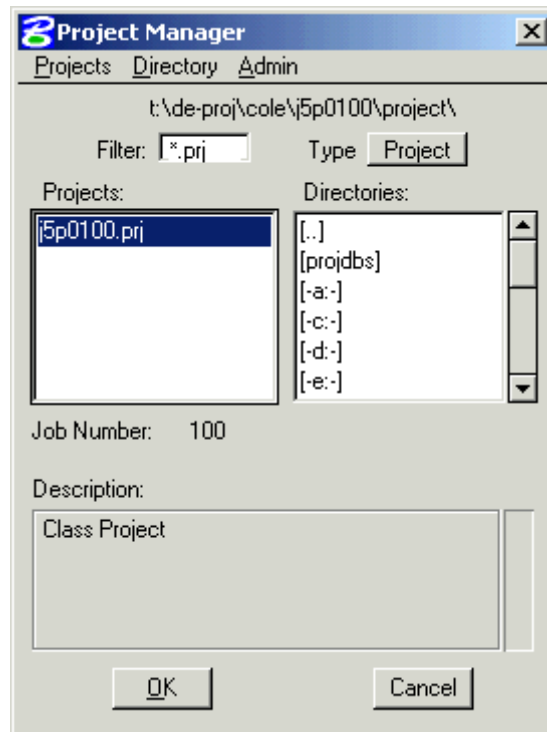 Project Manager
Projects Directory Admin
t:\de-proj\cole\j5p0100\project\
Filter: *.prj Type Project
Projects: Directories:
j5p0100.prj
[..]
[projdbs]
[-a:-]
[-c:-]
[-d:-]
[-e:-]
Job Number: 100
Description:
Class Project
OK Cancel